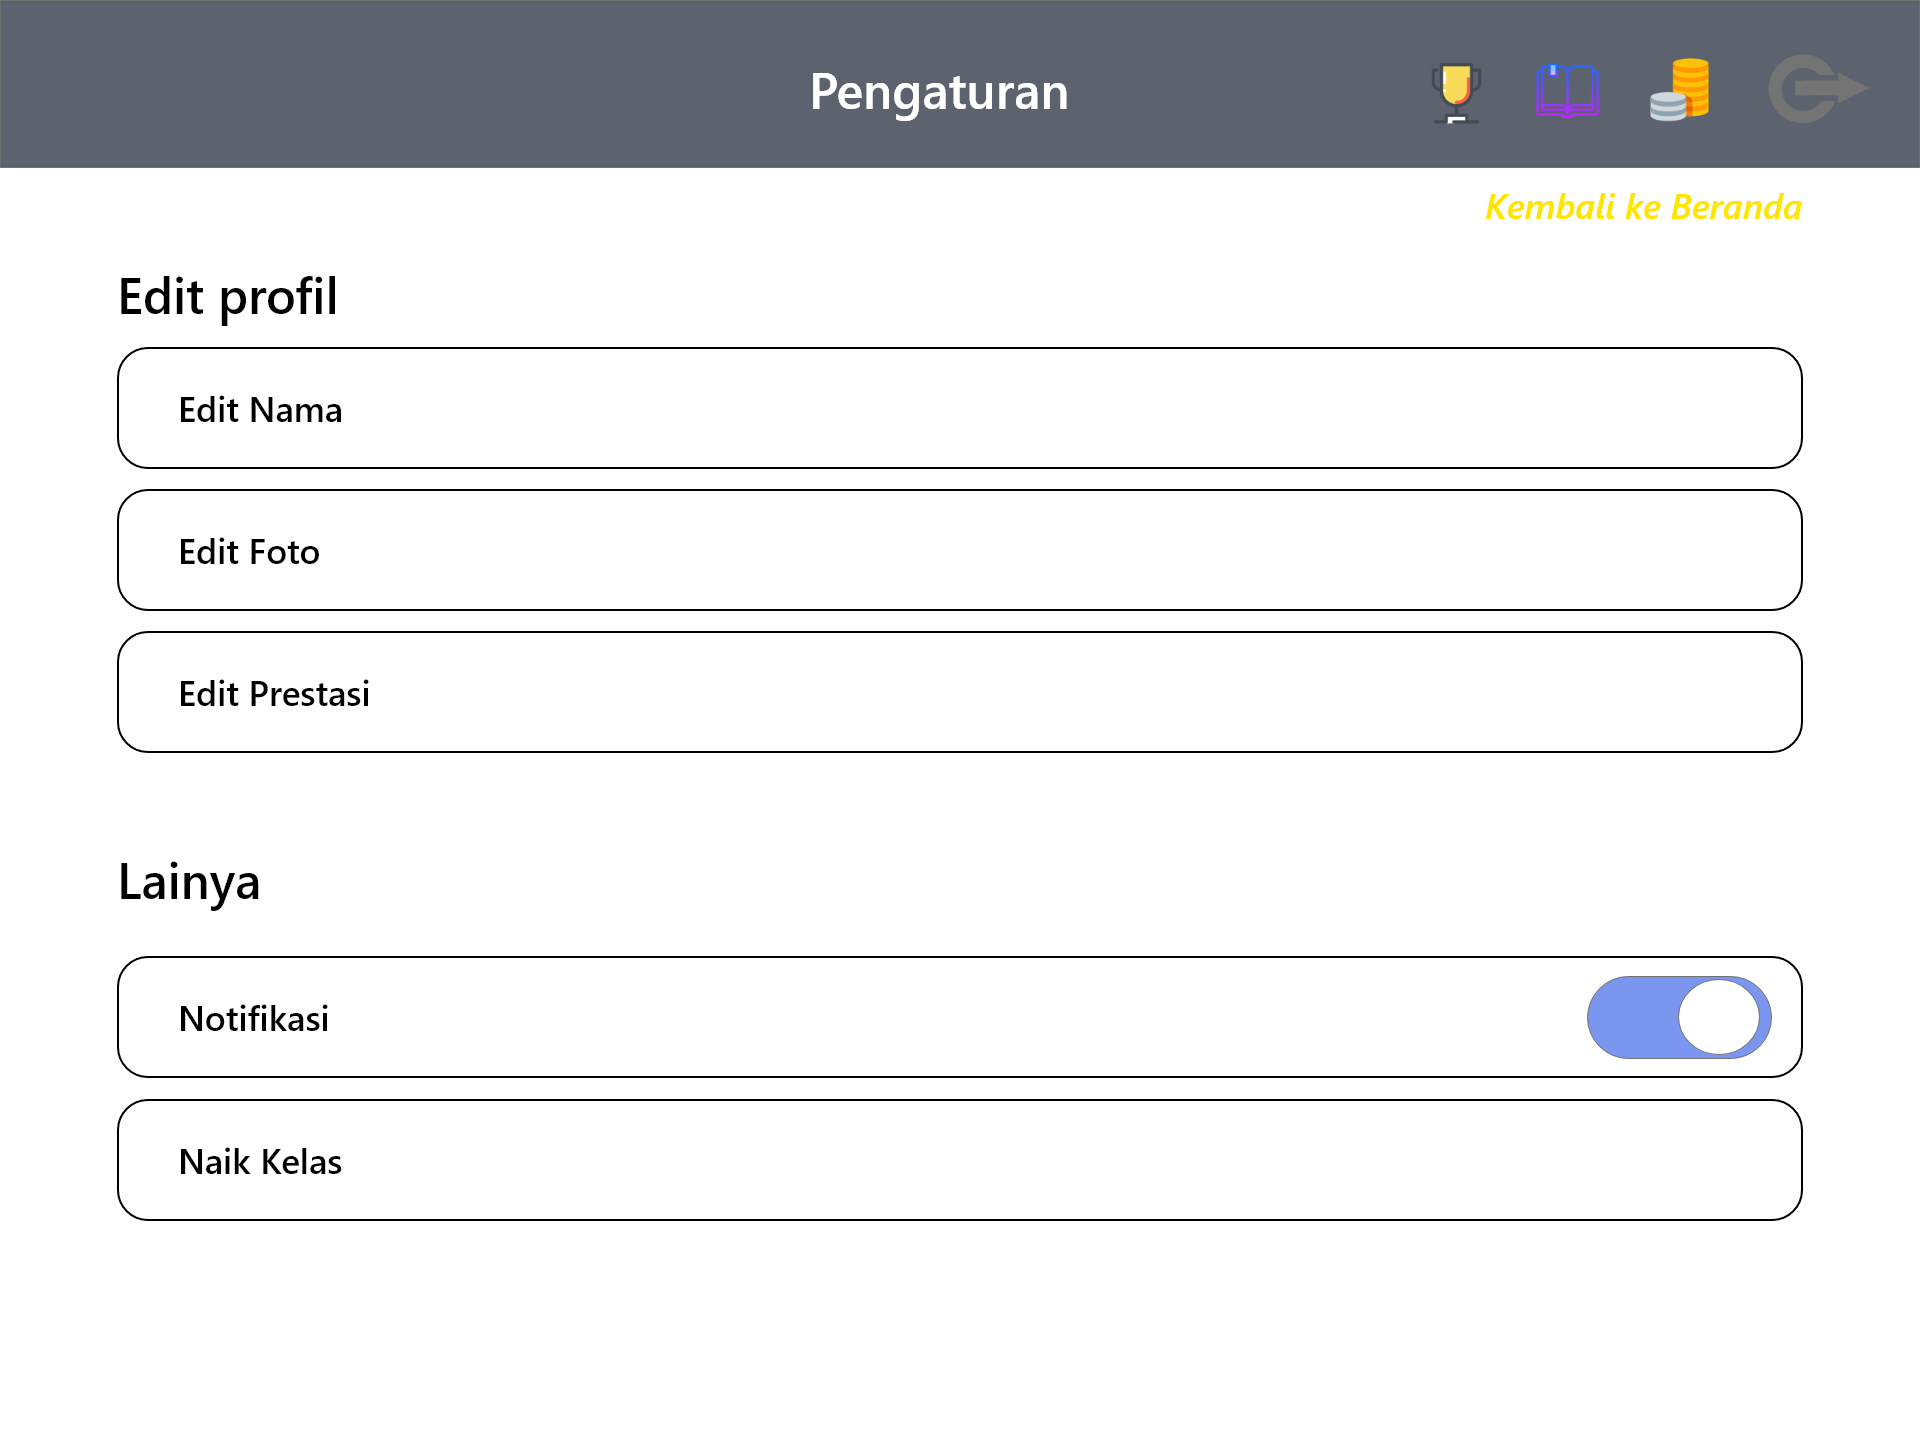 Pengaturan
Kembali ke Beranda
Edit profil
Edit Nama
Edit Foto
Edit Prestasi
Lainya
Notifikasi
Naik Kelas